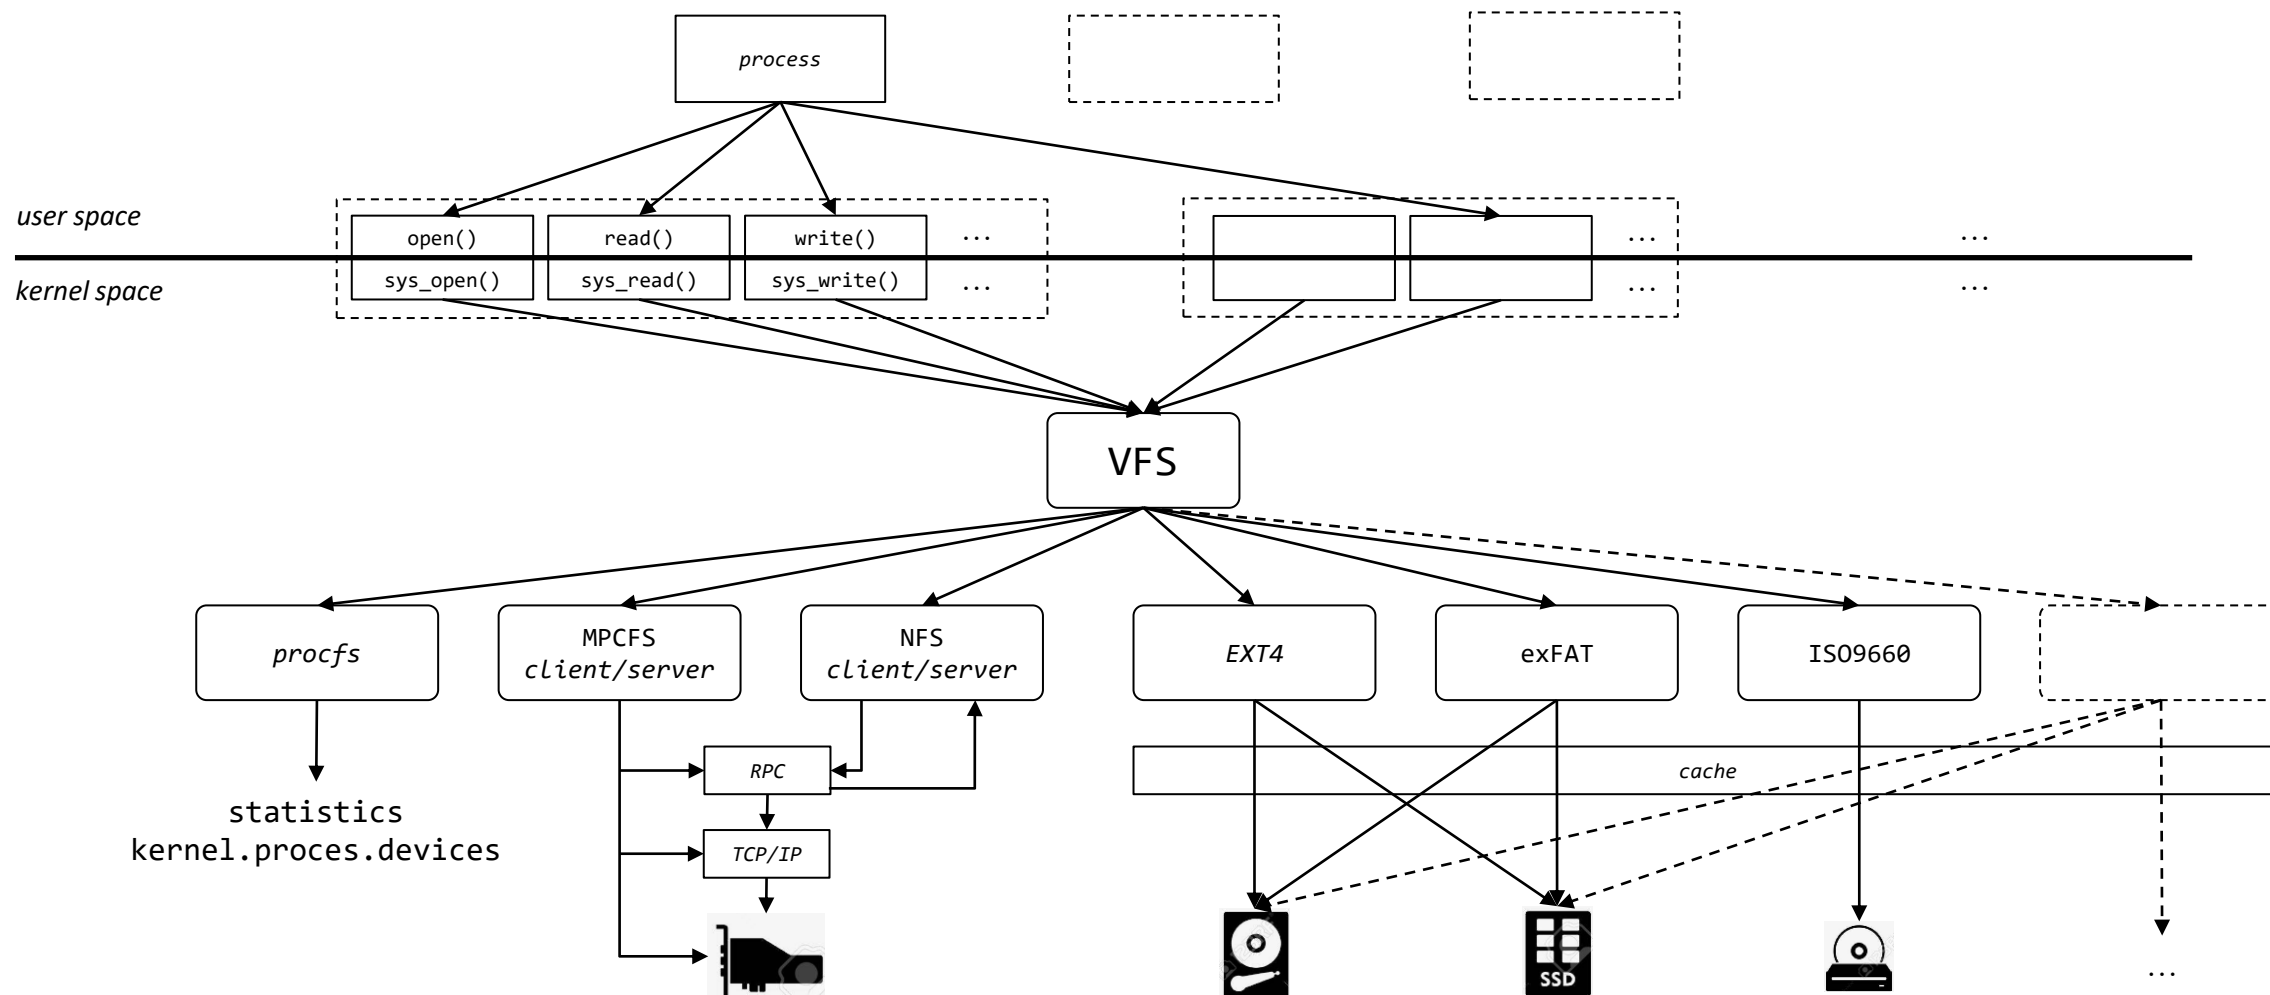 process
user space
open()
read()
write()
...
...
...
kernel space
sys_open()
sys_read()
sys_write()
...
...
...
VFS
procfs
MPCFS
client/server
NFS
client/server
EXT4
exFAT
ISO9660
RPC
cache
statistics
kernel.proces.devices
TCP/IP
SSD
...